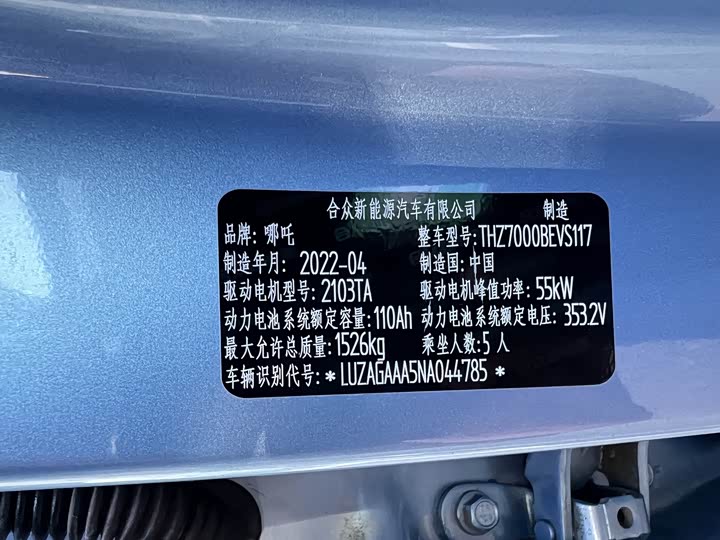 合众新能源汽车有限公司 制造
品牌: 哪吒 整车型号:THZ7000BEVS117
制造年月: 2022-04 制造国:中国
驱动电机型号: 2103TA 驱动电机峰值功率: 55kW
动力电池系统额定容量:110Ah 动力电池系统额定电压: 353.2V
最大允许总质量:1526kg 乘坐人数:5 人
车辆识别代号:*LUZAGAAA5NA044785*